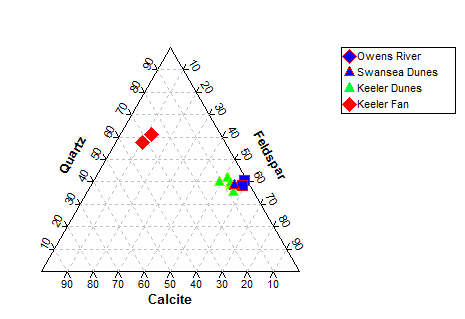 Owens River
Swansea Dunes
Keeler Dunes
Keeler Fan
Quartz
Feldspar
90
80
70
60
50
40
30
20
10
10
20
30
40
50
60
70
80
90
90 80 70 60 50 40 30 20 10
Calcite